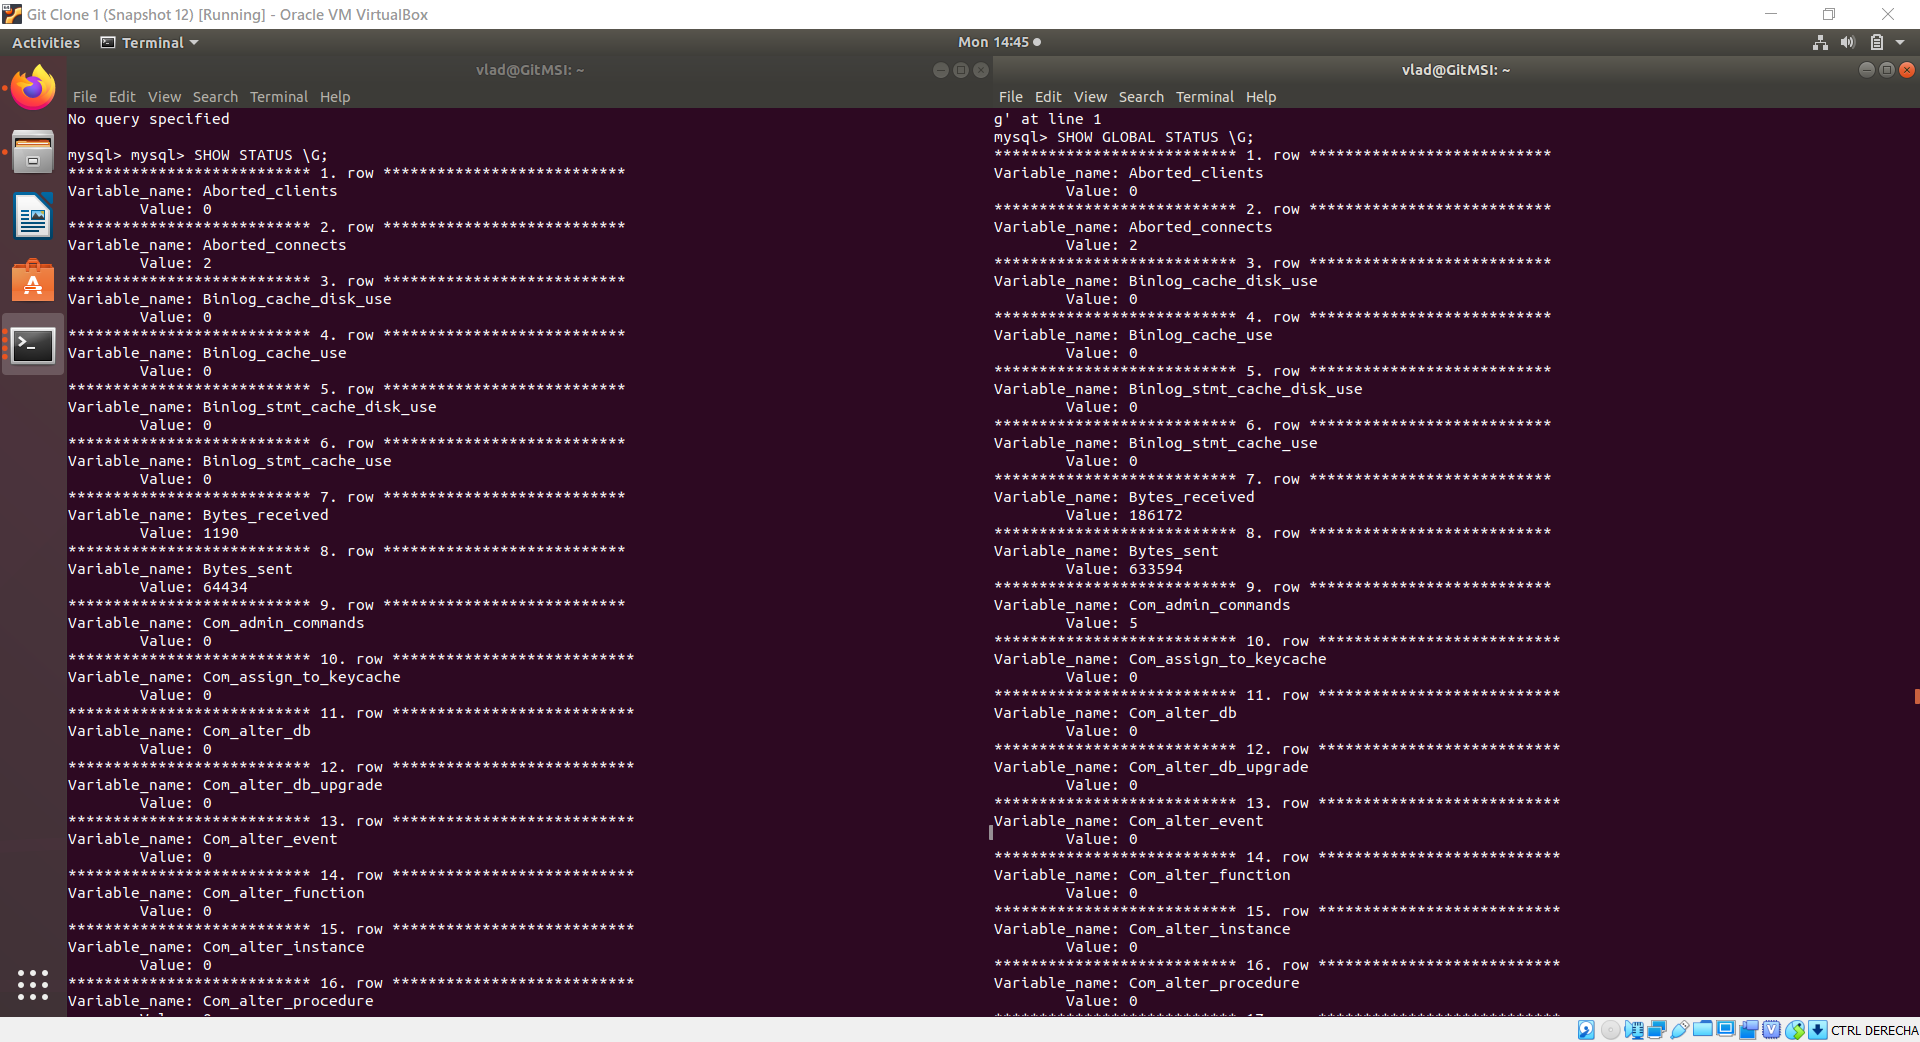 Git Clone 1 (Snapshot 12) [Running] - Oracle VM VirtualBox
Activities Terminal Mon 14:45
vlad@GitMSI: ~
File Edit View Search Terminal Help
No query specified
mysql> mysql> SHOW STATUS \G;
*************************** 1. row ***************************
Variable_name: Aborted_clients
Value: 0
*************************** 2. row ***************************
Variable_name: Aborted_connects
Value: 2
*************************** 3. row ***************************
Variable_name: Binlog_cache_disk_use
Value: 0
*************************** 4. row ***************************
Variable_name: Binlog_cache_use
Value: 0
*************************** 5. row ***************************
Variable_name: Binlog_stmt_cache_disk_use
Value: 0
*************************** 6. row ***************************
Variable_name: Binlog_stmt_cache_use
Value: 0
*************************** 7. row ***************************
Variable_name: Bytes_received
Value: 1190
*************************** 8. row ***************************
Variable_name: Bytes_sent
Value: 64434
*************************** 9. row ***************************
Variable_name: Com_admin_commands
Value: 0
*************************** 10. row ***************************
Variable_name: Com_assign_to_keycache
Value: 0
*************************** 11. row ***************************
Variable_name: Com_alter_db
Value: 0
*************************** 12. row ***************************
Variable_name: Com_alter_db_upgrade
Value: 0
*************************** 13. row ***************************
Variable_name: Com_alter_event
Value: 0
*************************** 14. row ***************************
Variable_name: Com_alter_function
Value: 0
*************************** 15. row ***************************
Variable_name: Com_alter_instance
Value: 0
*************************** 16. row ***************************
Variable_name: Com_alter_procedure
vlad@GitMSI: ~
File Edit View Search Terminal Help
g' at line 1
mysql> SHOW GLOBAL STATUS \G;
*************************** 1. row ***************************
Variable_name: Aborted_clients
Value: 0
*************************** 2. row ***************************
Variable_name: Aborted_connects
Value: 2
*************************** 3. row ***************************
Variable_name: Binlog_cache_disk_use
Value: 0
*************************** 4. row ***************************
Variable_name: Binlog_cache_use
Value: 0
*************************** 5. row ***************************
Variable_name: Binlog_stmt_cache_disk_use
Value: 0
*************************** 6. row ***************************
Variable_name: Binlog_stmt_cache_use
Value: 0
*************************** 7. row ***************************
Variable_name: Bytes_received
Value: 186172
*************************** 8. row ***************************
Variable_name: Bytes_sent
Value: 633594
*************************** 9. row ***************************
Variable_name: Com_admin_commands
Value: 5
*************************** 10. row ***************************
Variable_name: Com_assign_to_keycache
Value: 0
*************************** 11. row ***************************
Variable_name: Com_alter_db
Value: 0
*************************** 12. row ***************************
Variable_name: Com_alter_db_upgrade
Value: 0
*************************** 13. row ***************************
Variable_name: Com_alter_event
Value: 0
*************************** 14. row ***************************
Variable_name: Com_alter_function
Value: 0
*************************** 15. row ***************************
Variable_name: Com_alter_instance
Value: 0
*************************** 16. row ***************************
Variable_name: Com_alter_procedure
Value: 0
CTRL DERECHA